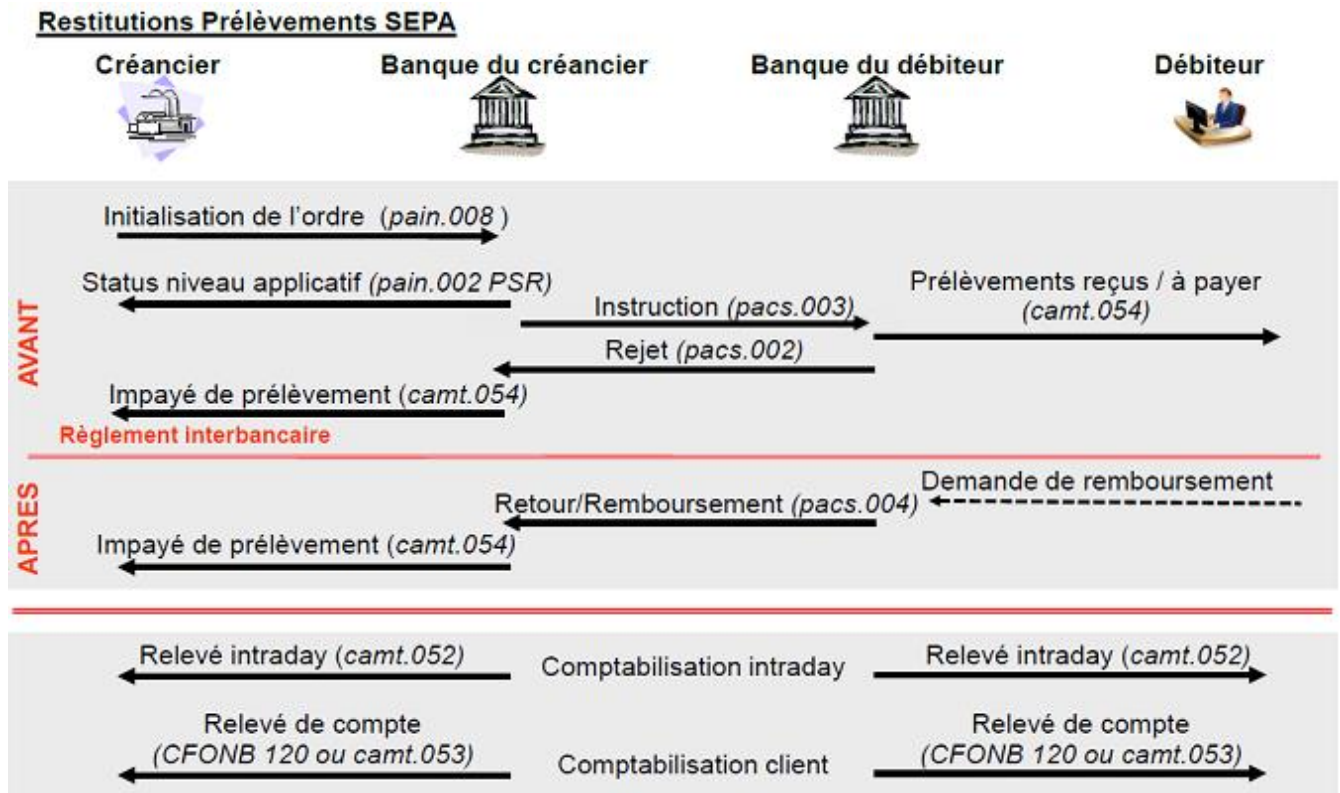 Restitutions Prélèvements SEPA
Créancier
Banque du créancier
Banque du débiteur
Débiteur
AVANT
Initialisation de l'ordre (pain.008 )
Status niveau applicatif (pain.002 PSR)
Prélèvements reçus / à payer
(camt.054)
Instruction (pacs.003)
Rejet (pacs.002)
Impayé de prélèvement (camt.054)
Règlement interbancaire
APRES
Demande de remboursement
Retour/Remboursement (pacs.004)
Impayé de prélèvement (camt.054)
Relevé intraday (camt.052)
Comptabilisation intraday
Relevé intraday (camt.052)
Relevé de compte
(CFONB 120 ou camt.053)
Comptabilisation client
Relevé de compte
(CFONB 120 ou camt.053)